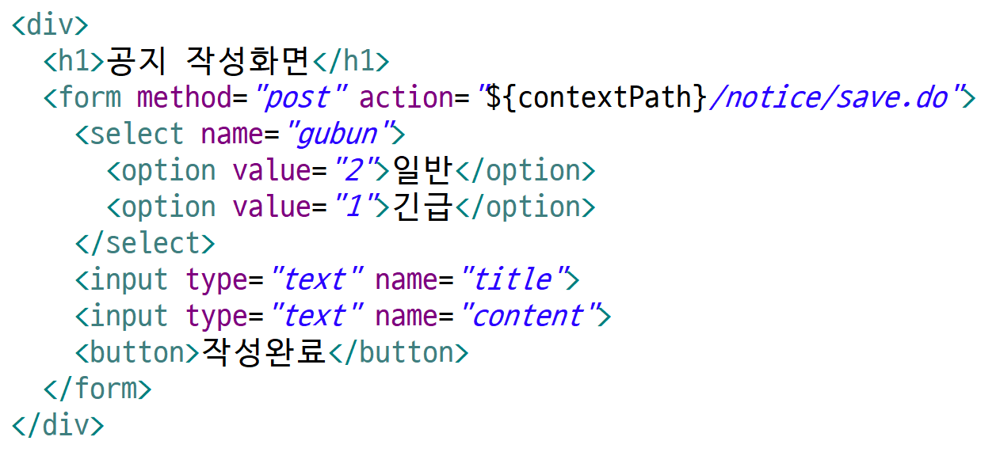 <div>
<h1>공지 작성화면</h1>
<form method="post" action="${contextPath}/notice/save.do">
<select name="gubun">
<option value="2">일반</option>
<option value="1">긴급</option>
</select>
<input type="text" name="title">
<input type="text" name="content">
<button>작성완료</button>
</form>
</div>